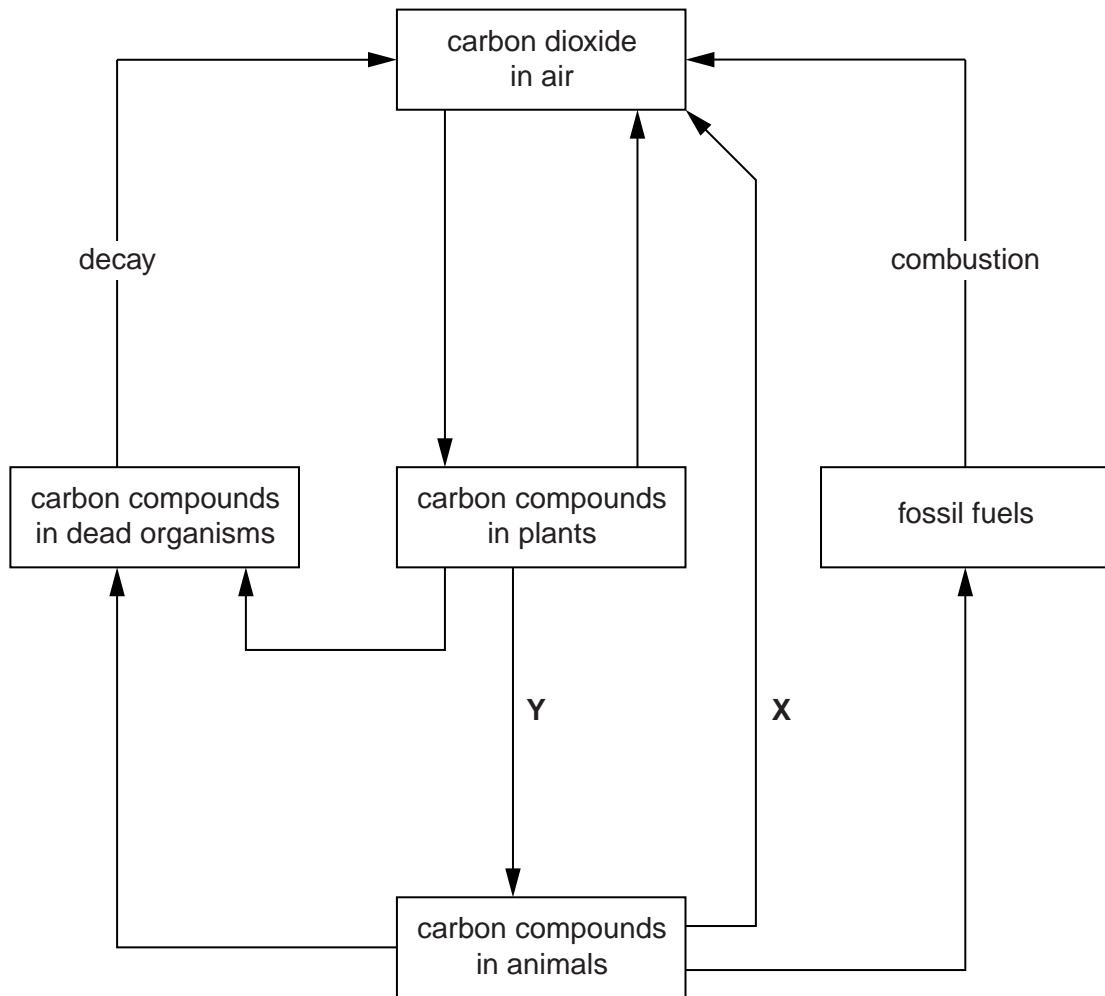 carbon dioxide
in air
decay
combustion
carbon compounds
in dead organisms
carbon compounds
in plants
fossil fuels
Y
X
carbon compounds
in animals